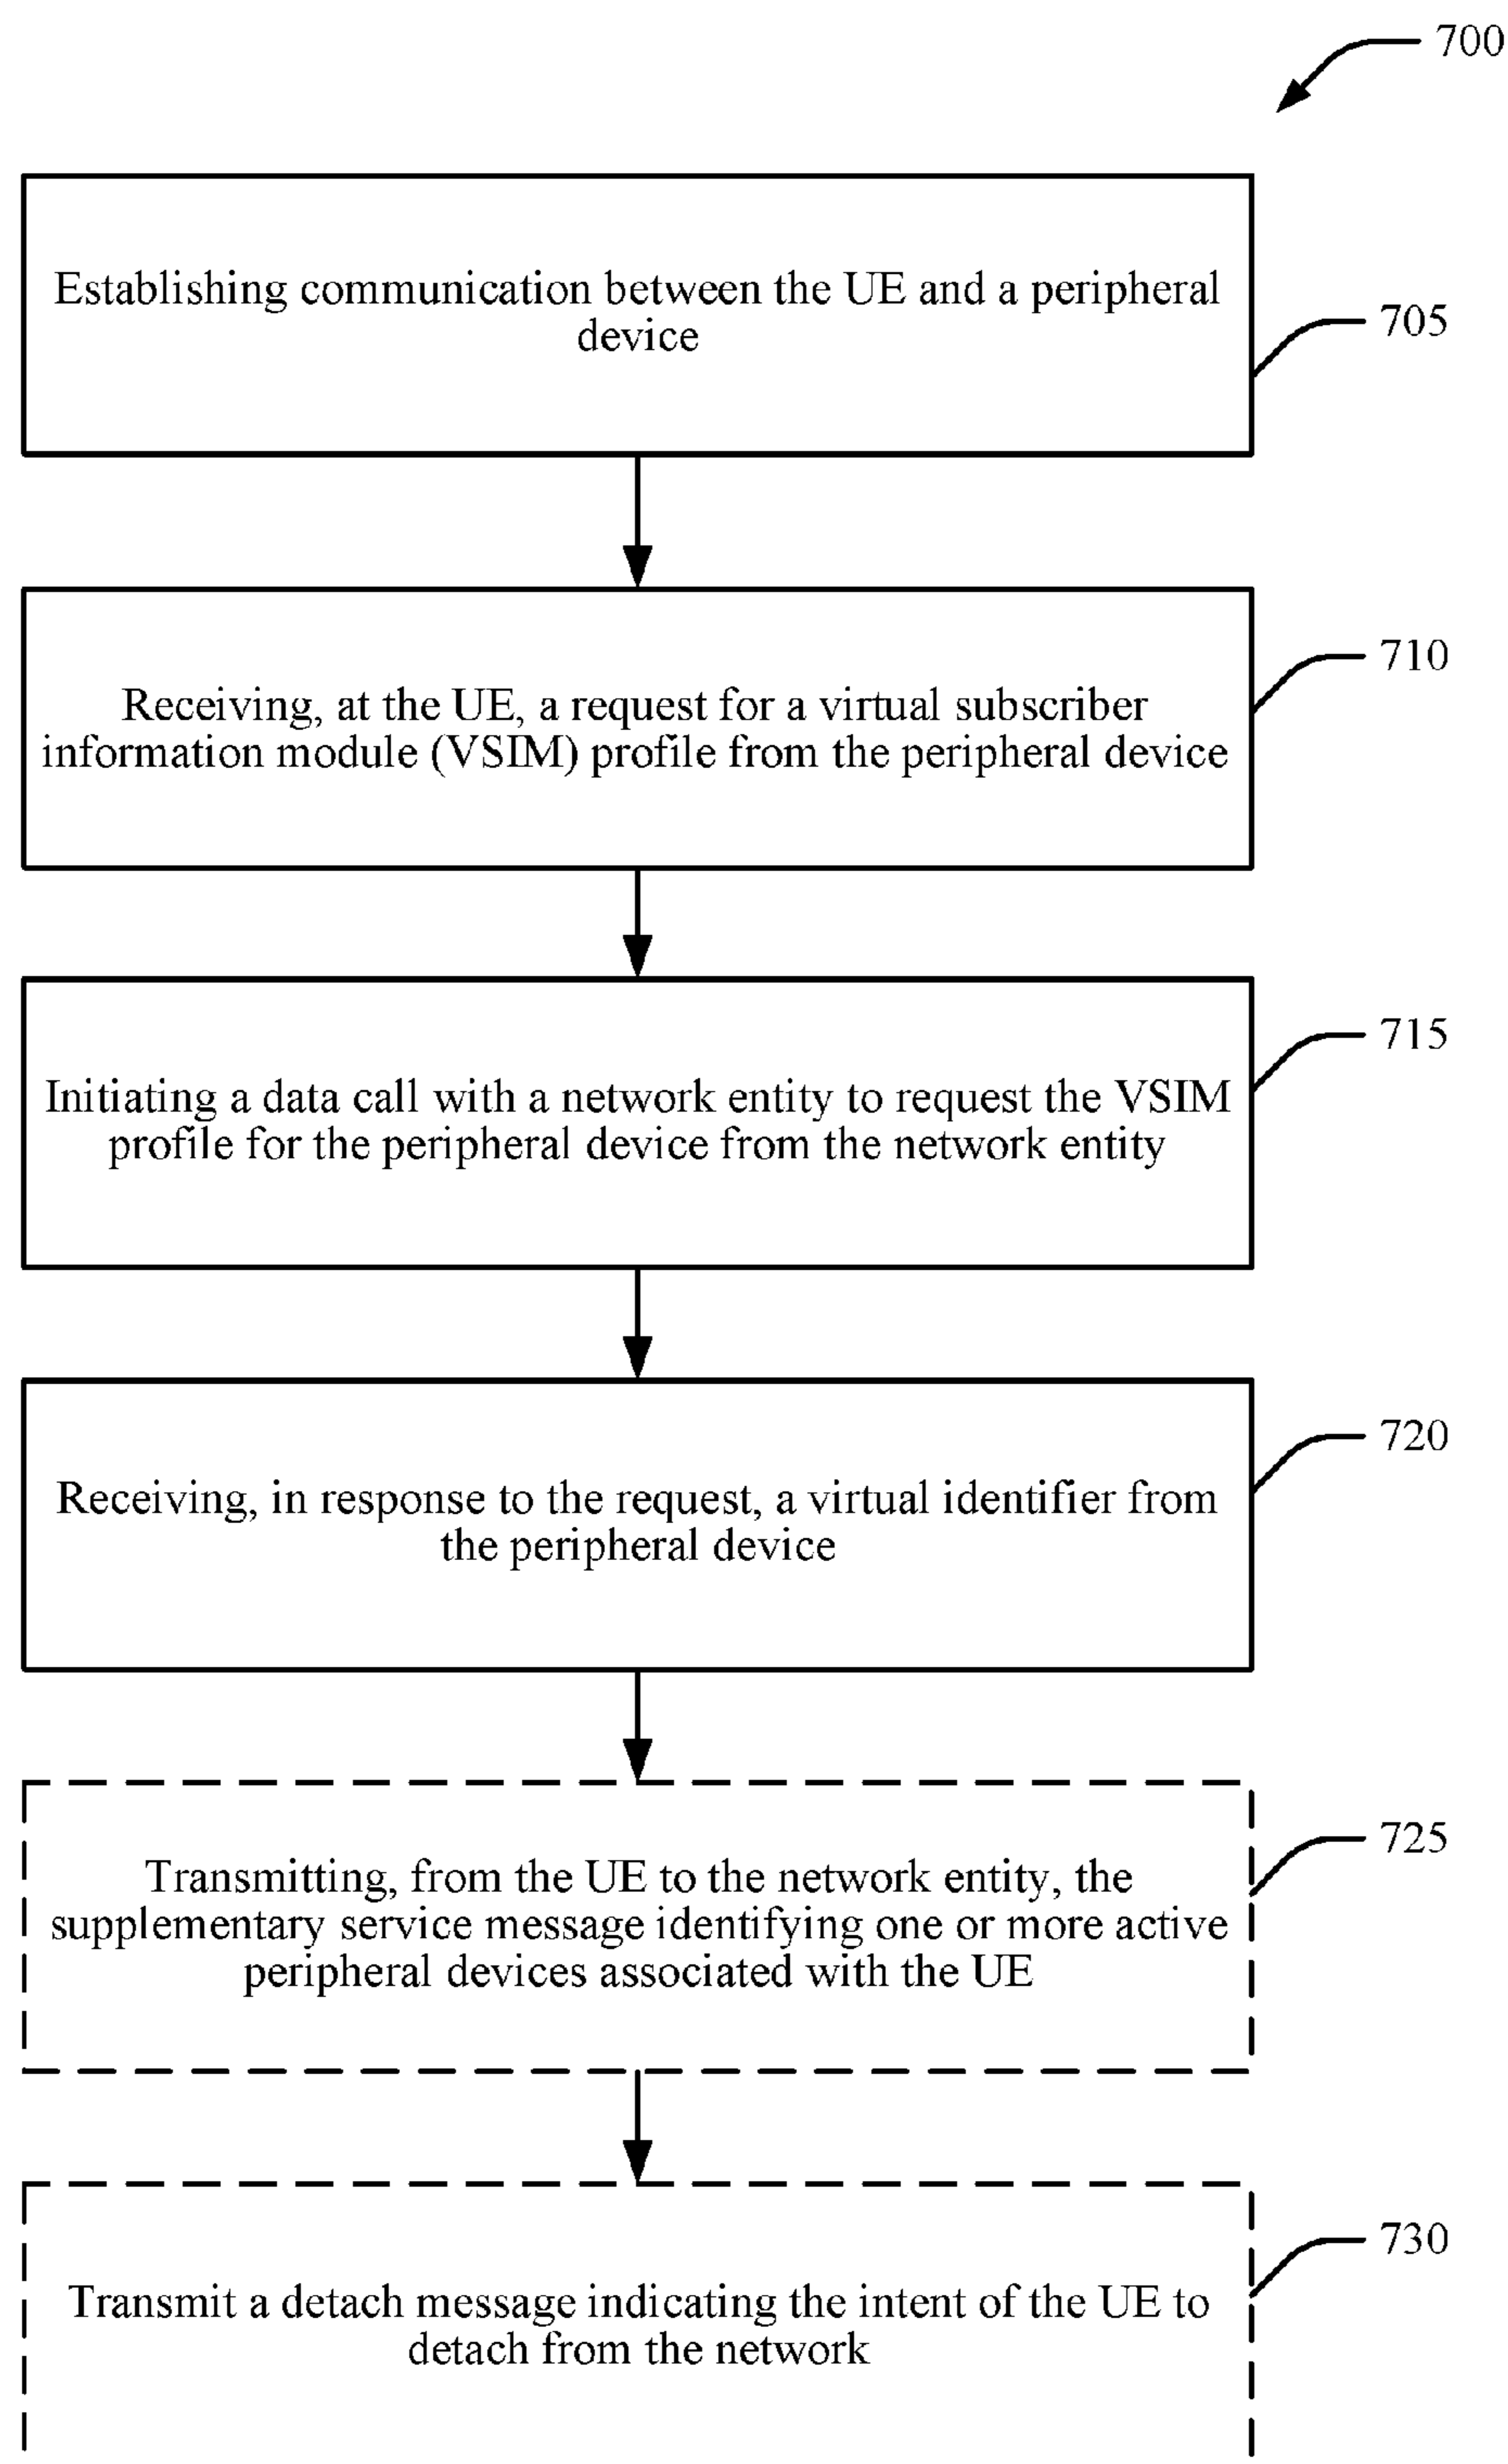 700
Establishing communication between the UE and a peripheral
device
705
Receiving, at the UE, a request for a virtual subscriber
information module (VSIM) profile from the peripheral device
710
Initiating a data call with a network entity to request the VSIM
profile for the peripheral device from the network entity
715
Receiving, in response to the request, a virtual identifier from
the peripheral device
720
Transmitting, from the UE to the network entity, the
supplementary service message identifying one or more active
peripheral devices associated with the UE
725
Transmit a detach message indicating the intent of the UE to
detach from the network
730